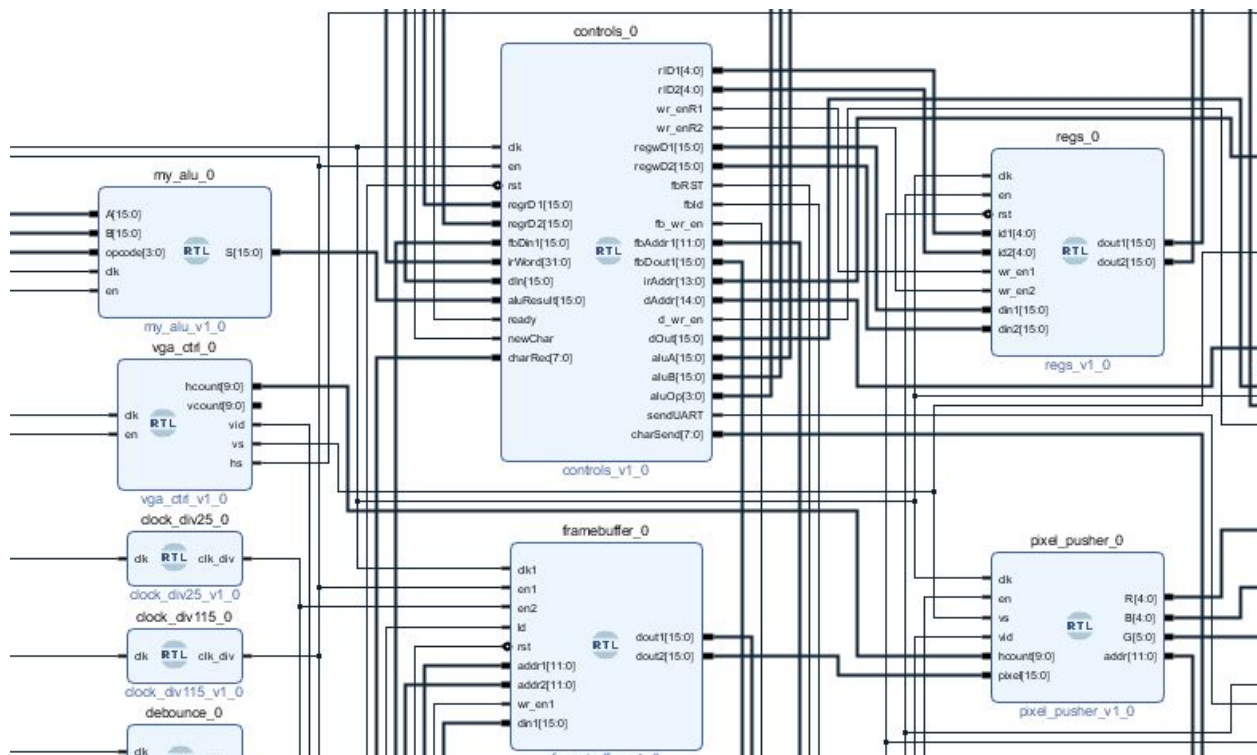 controls_0
rID1[4:0]
rID2[4:0]
wr_enR1
wr_enR2
clk
regwD1[15:0]
en
regwD2[15:0]
rst
fbRST
regrD1[15:0]
fbld
regrD2[15:0]
fb_wr_en
fbDin1[15:0]
RTL
fbAddr1[11:0]
irWord[31:0]
fbDout1[15:0]
dIn[15:0]
irAddr[13:0]
aluResult[15:0]
dAddr[14:0]
ready
d_wr_en
newChar
dOut[15:0]
charRec[7:0]
aluA[15:0]
aluB[15:0]
aluOp[3:0]
sendUART
charSend[7:0]
controls_v1_0
my_alu_0
A[15:0]
B[15:0]
opcode[3:0]
RTL
S[15:0]
clk
en
my_alu_v1_0
vga_ctrl_0
hcount[9:0]
vcount[9:0]
clk
RTL
vid
en
vs
hs
vga_ctrl_v1_0
clock_div25_0
clk
RTL
clk_div
clock_div25_v1_0
clock_div115_0
clk
RTL
clk_div
clock_div115_v1_0
debounce_0
clk
regs_0
clk
en
rst
id1[4:0]
dout1[15:0]
id2[4:0]
RTL
dout2[15:0]
wr_en1
wr_en2
din1[15:0]
din2[15:0]
regs_v1_0
framebuffer_0
clk1
en1
en2
ld
dout1[15:0]
rst
RTL
dout2[15:0]
addr1[11:0]
addr2[11:0]
wr_en1
din1[15:0]
pixel_pusher_0
clk
en
R[4:0]
vs
RTL
B[4:0]
vid
G[5:0]
hcount[9:0]
addr[11:0]
pixel[15:0]
pixel_pusher_v1_0